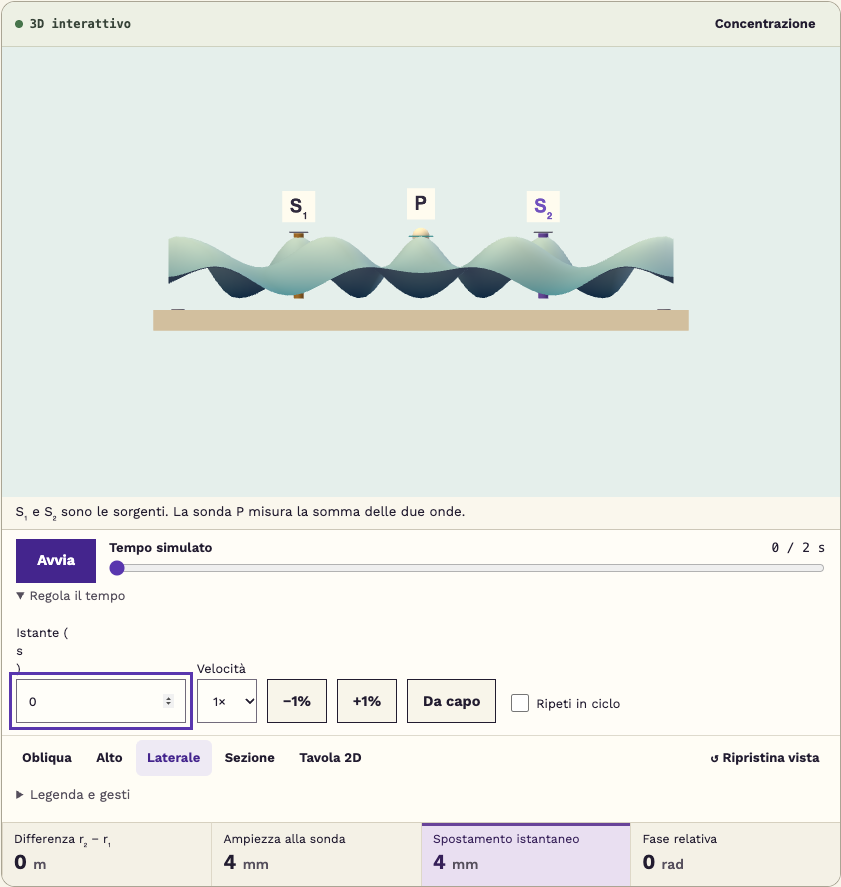 3D interattivo
Concentrazione
S₁
P
S₂
S₁ e S₂ sono le sorgenti. La sonda P misura la somma delle due onde.
Avvia
Tempo simulato
0 / 2 s
▼ Regola il tempo
Istante (
s
)
Velocità
0
1×
−1%
+1%
Da capo
Ripeti in ciclo
Obliqua
Alto
Laterale
Sezione
Tavola 2D
↺ Ripristina vista
▶ Legenda e gesti
Differenza r₂ − r₁
0 m
Ampiezza alla sonda
4 mm
Spostamento istantaneo
4 mm
Fase relativa
0 rad